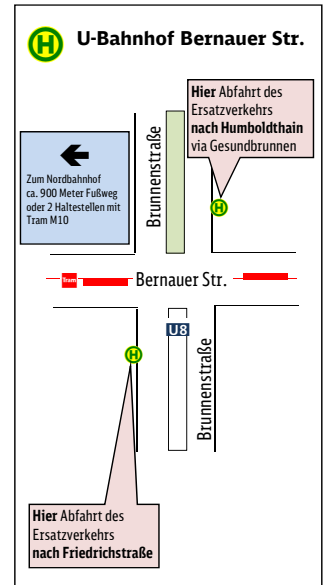 H U-Bahnhof Bernauer Str.
Hier Abfahrt des
Ersatzverkehrs
nach Humboldthain
via Gesundbrunnen
Zum Nordbahnhof
ca. 900 Meter Fußweg
oder 2 Haltestellen mit
Tram M10
Brunnenstraße
H
Tram Bernauer Str.
U8
H
Brunnenstraße
Hier Abfahrt des
Ersatzverkehrs
nach Friedrichstraße